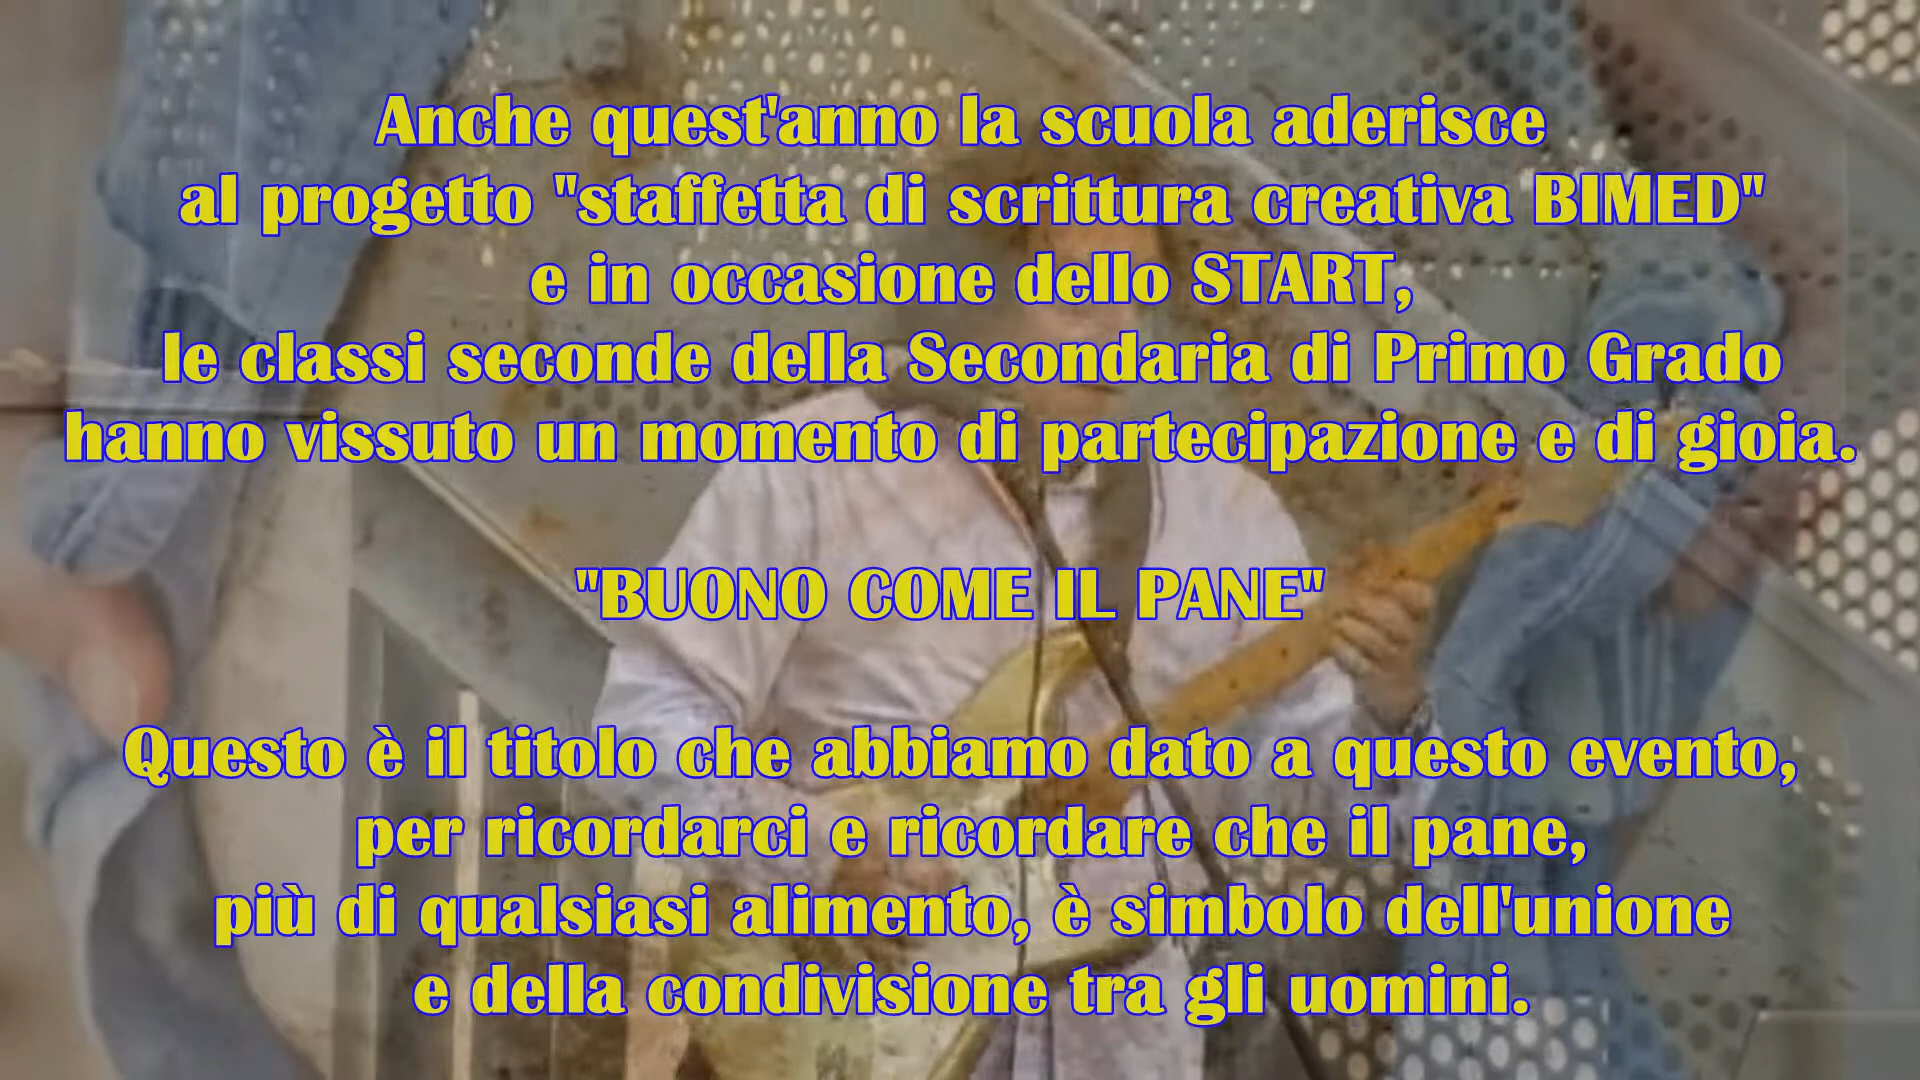 Anche quest'anno la scuola aderisce
al progetto "staffetta di scrittura creativa BIMED"
e in occasione dello START,
le classi seconde della Secondaria di Primo Grado
hanno vissuto un momento di partecipazione e di gioia.
"BUONO COME IL PANE"
Questo è il titolo che abbiamo dato a questo evento,
per ricordarci e ricordare che il pane,
più di qualsiasi alimento, è simbolo dell'unione
e della condivisione tra gli uomini.